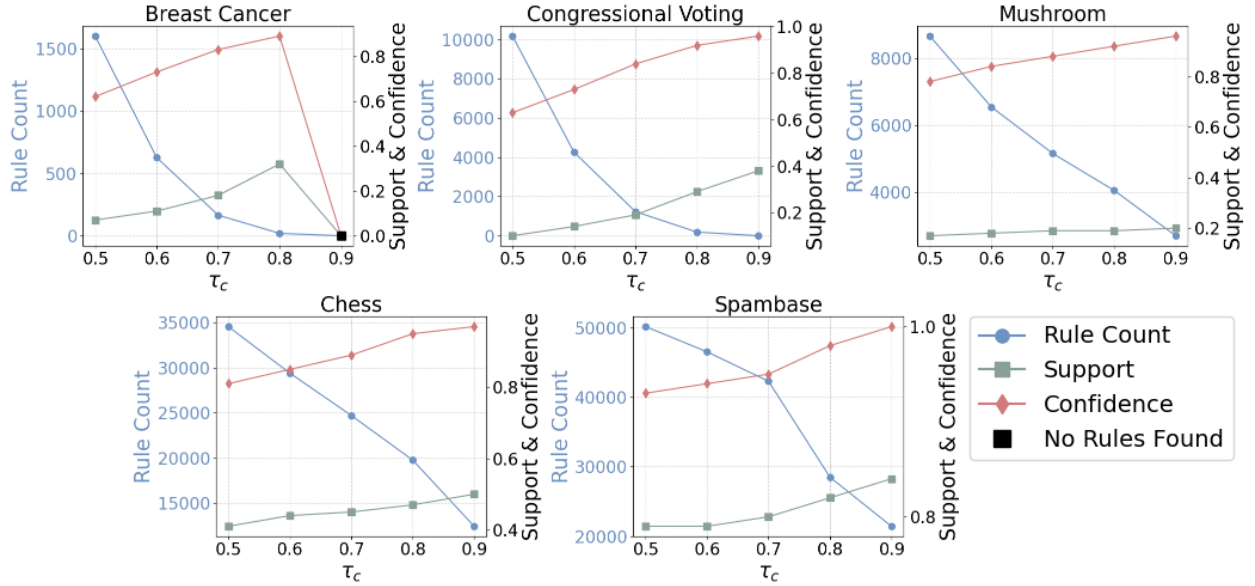 Breast Cancer
Congressional Voting
Mushroom
1500
1000
500
0
Rule Count
0.8
0.6
0.4
0.2
0.0
Support & Confidence
0.5 0.6 0.7 0.8 0.9
τc
10000
8000
6000
4000
2000
0
Rule Count
1.0
0.8
0.6
0.4
0.2
Support & Confidence
0.5 0.6 0.7 0.8 0.9
τc
8000
6000
4000
Rule Count
0.8
0.6
0.4
0.2
Support & Confidence
0.5 0.6 0.7 0.8 0.9
τc
Chess
Spambase
35000
30000
25000
20000
15000
Rule Count
0.8
0.6
0.4
Support & Confidence
0.5 0.6 0.7 0.8 0.9
τc
50000
40000
30000
20000
Rule Count
1.0
0.8
Support & Confidence
0.5 0.6 0.7 0.8 0.9
τc
Rule Count
Support
Confidence
No Rules Found